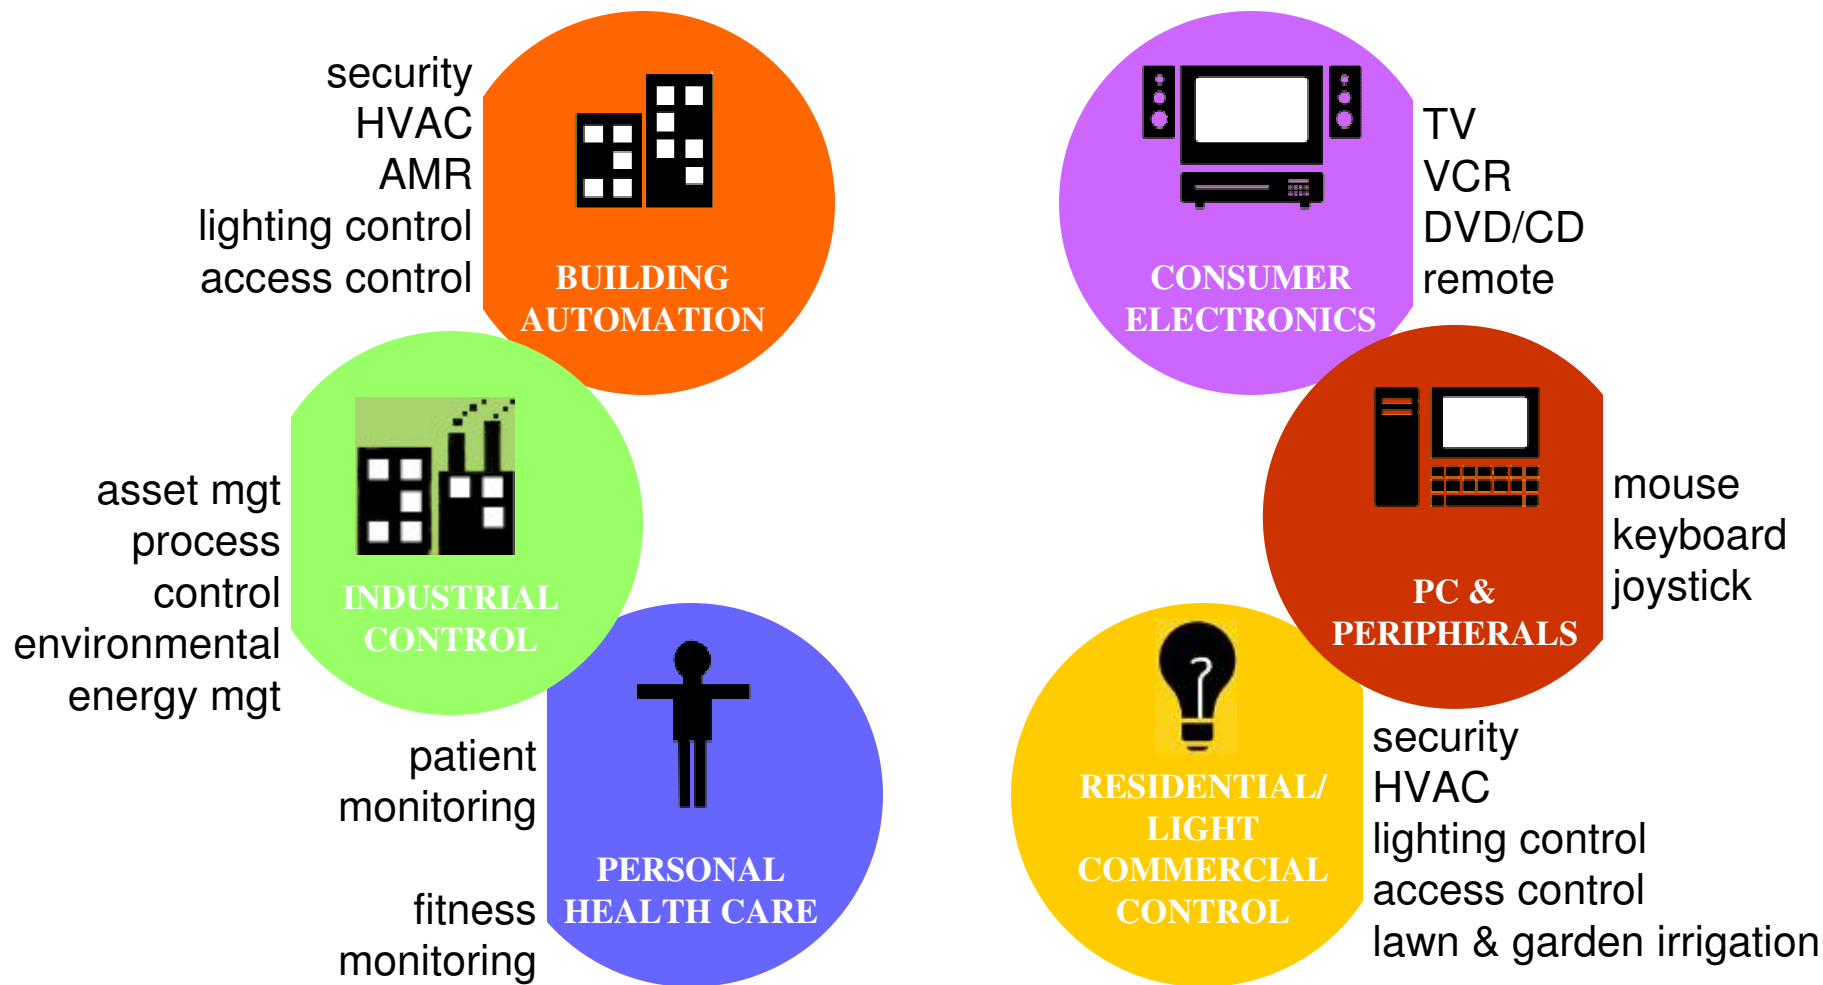 security
HVAC
AMR
lighting control
access control
BUILDING
AUTOMATION
CONSUMER
ELECTRONICS
TV
VCR
DVD/CD
remote
asset mgt
process
control
environmental
energy mgt
INDUSTRIAL
CONTROL
PC &
PERIPHERALS
mouse
keyboard
joystick
patient
monitoring
fitness
monitoring
PERSONAL
HEALTH CARE
RESIDENTIAL/
LIGHT
COMMERCIAL
CONTROL
security
HVAC
lighting control
access control
lawn & garden irrigation